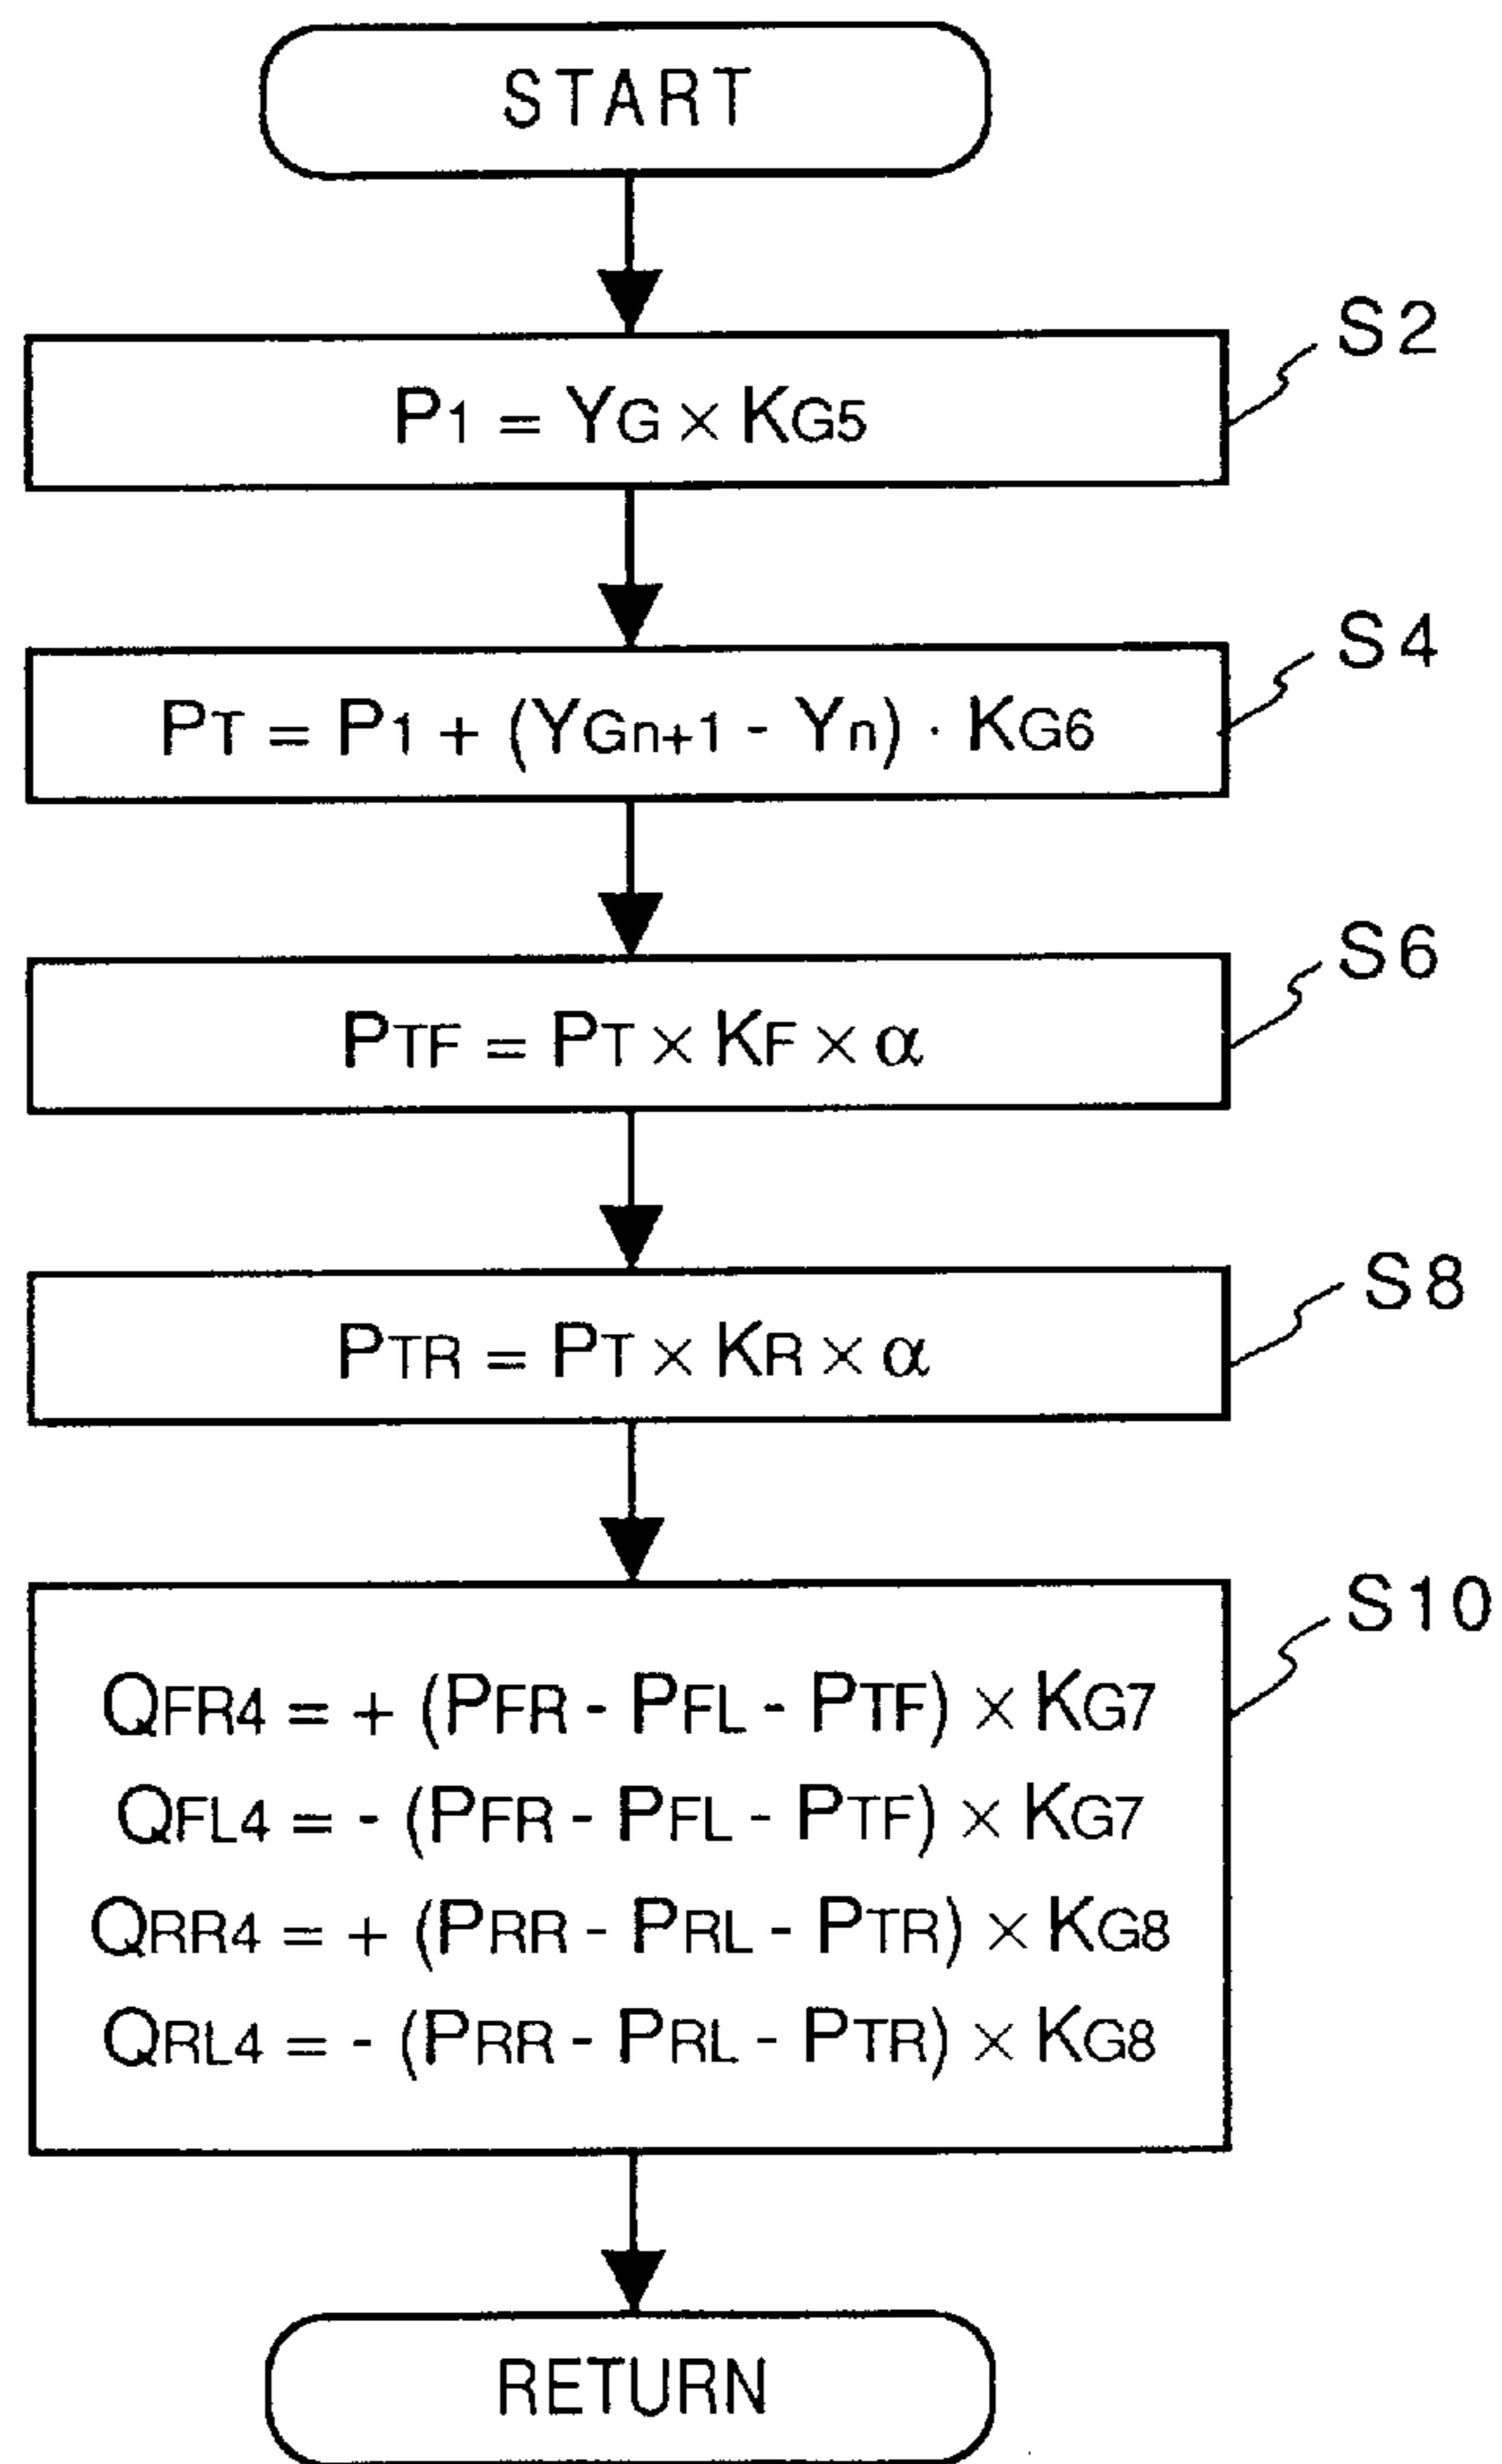 START
S2
P1 = YG × KG5
S4
PT = P1 + (YGn+1 - Yn) · KG6
S6
PTF = PT × KF × α
S8
PTR = PT × KR × α
S10
QFR4 = + (PFR - PFL - PTF) × KG7
QFL4 = - (PFR - PFL - PTF) × KG7
QRR4 = + (PRR - PRL - PTR) × KG8
QRL4 = - (PRR - PRL - PTR) × KG8
RETURN